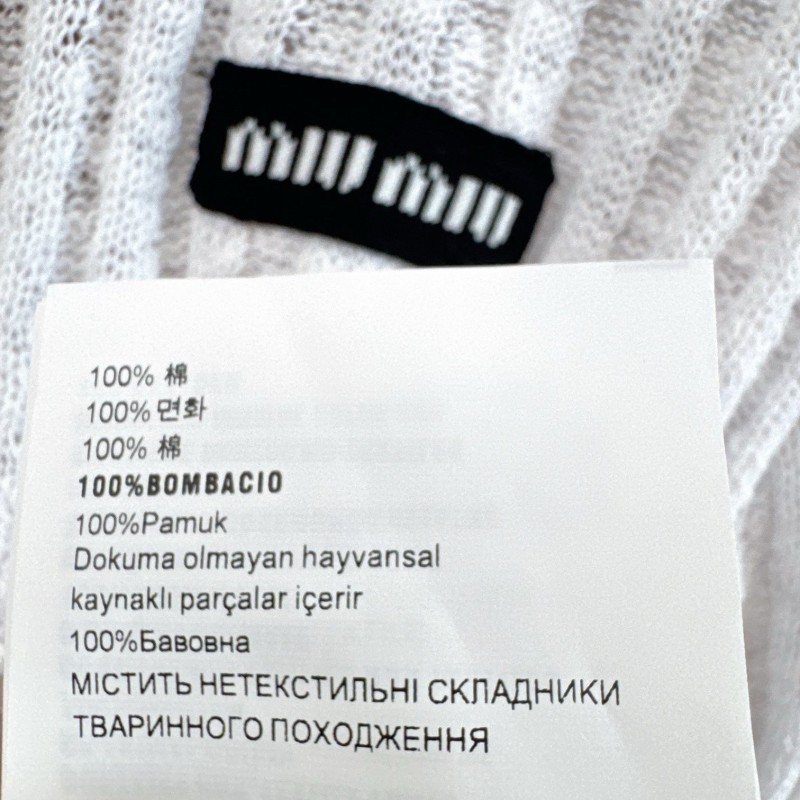 miu miu
100% 棉
100% 면화
100% 棉
100%BOMBACIO
100%Pamuk
Dokuma olmayan hayvansal
kaynaklı parçalar içerir
100%Бавовна
МІСТИТЬ НЕТЕКСТИЛЬНІ СКЛАДНИКИ
ТВАРИННОГО ПОХОДЖЕННЯ